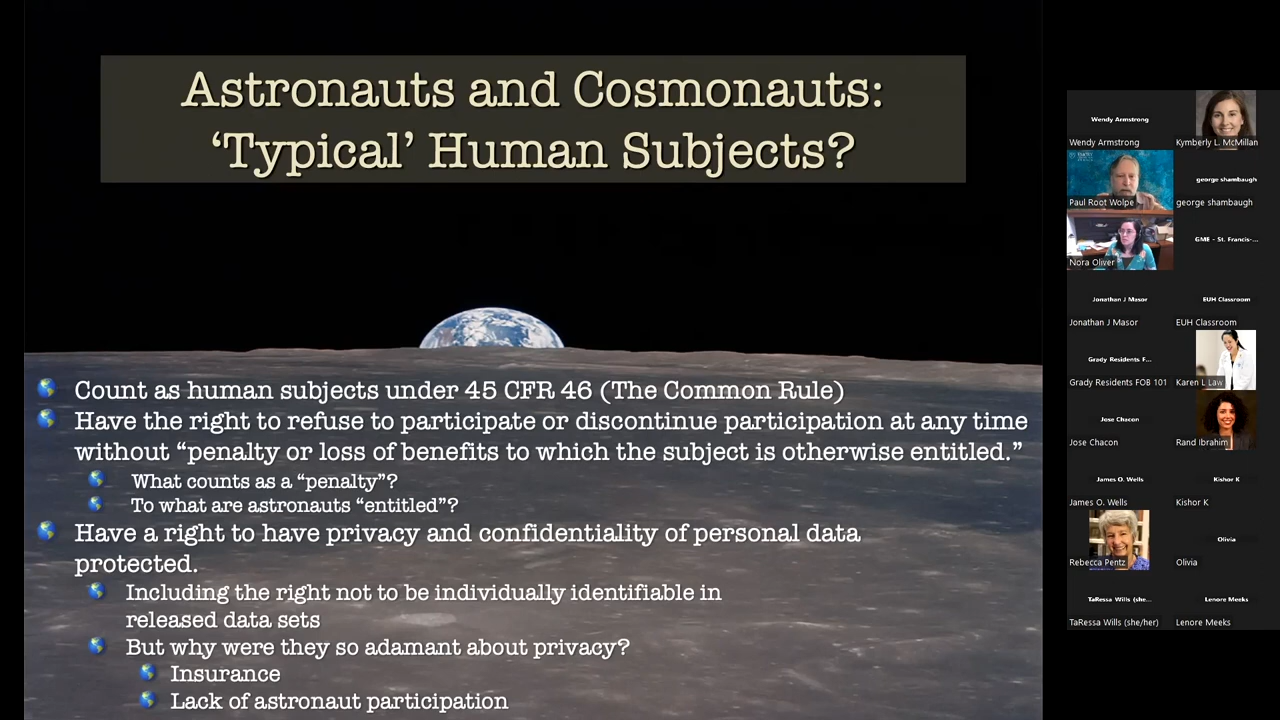 Astronauts and Cosmonauts:
‘Typical’ Human Subjects?
Count as human subjects under 45 CFR 46 (The Common Rule)
Have the right to refuse to participate or discontinue participation at any time
without “penalty or loss of benefits to which the subject is otherwise entitled.”
What counts as a “penalty”?
To what are astronauts “entitled”?
Have a right to have privacy and confidentiality of personal data
protected.
Including the right not to be individually identifiable in
released data sets
But why were they so adamant about privacy?
Insurance
Lack of astronaut participation
Wendy Armstrong
Wendy Armstrong
Kymberly L. McMillan
Paul Root Wolpe
george shambaugh
george shambaugh
Nora Oliver
GME - St. Francis-...
Jonathan J Masor
Jonathan J Masor
EUH Classroom
EUH Classroom
Grady Residents F...
Grady Residents FOB 101
Karen L Law
Jose Chacon
Jose Chacon
Rand Ibrahim
James O. Wells
James O. Wells
Kishor K
Kishor K
Rebecca Pentz
Olivia
Olivia
TaRessa Wills (she...
TaRessa Wills (she/her)
Lenore Meeks
Lenore Meeks